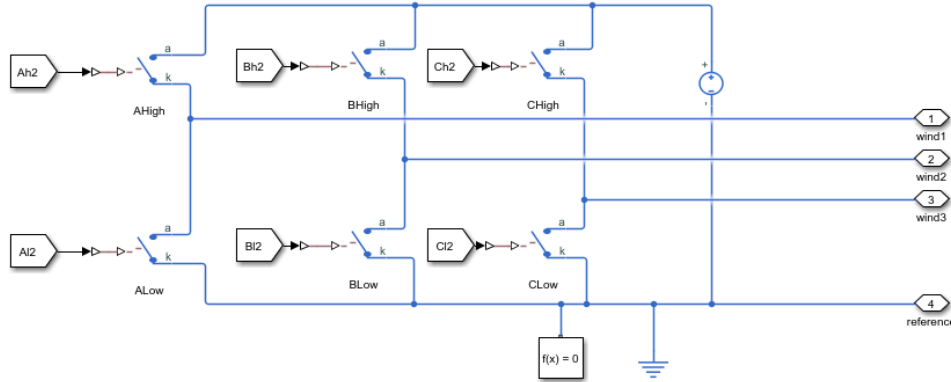 a
k
Ah2
AHigh
a
k
Bh2
BHigh
a
k
Ch2
CHigh
+
-
1
wind1
2
wind2
3
wind3
a
k
Al2
ALow
a
k
Bl2
BLow
a
k
Cl2
CLow
4
reference
f(x) = 0